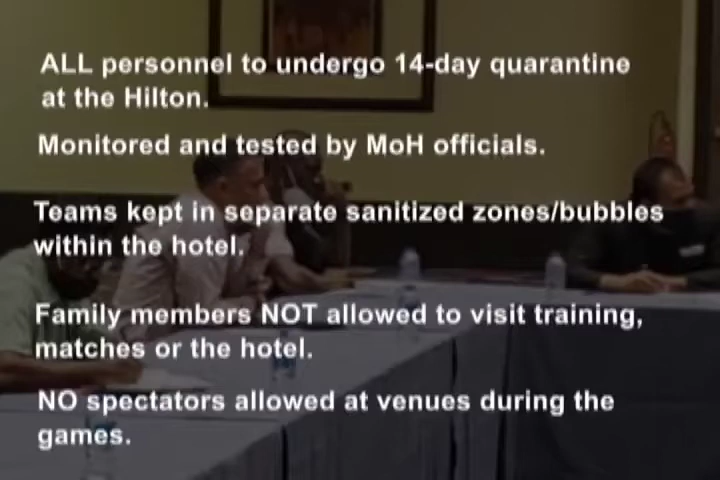 ALL personnel to undergo 14-day quarantine
at the Hilton.
Monitored and tested by MoH officials.
Teams kept in separate sanitized zones/bubbles
within the hotel.
Family members NOT allowed to visit training,
matches or the hotel.
NO spectators allowed at venues during the
games.